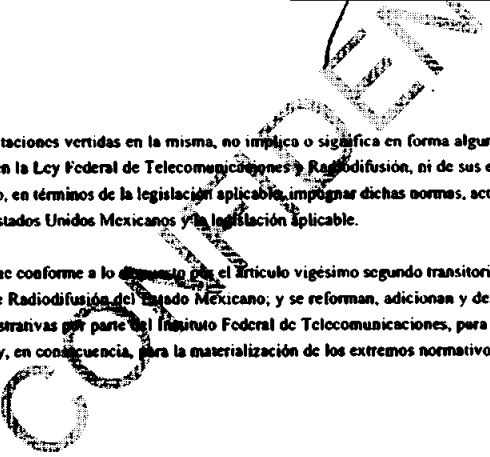 taciones vertidas en la misma, no implica o significa en forma algun
en la Ley Federal de Telecomunicaciones y Radiodifusión, ni de sus e
o, en términos de la legislación aplicable, impugnar dichas normas, act
stados Unidos Mexicanos y la legislación aplicable.
ue conforme a lo dispuesto por el artículo vigésimo segundo transitori
e Radiodifusión del Estado Mexicano; y se reforman, adicionan y de
strativas por parte del Instituto Federal de Telecomunicaciones, para
y, en consecuencia, para la materialización de los extremos normativo
CONFIDEN